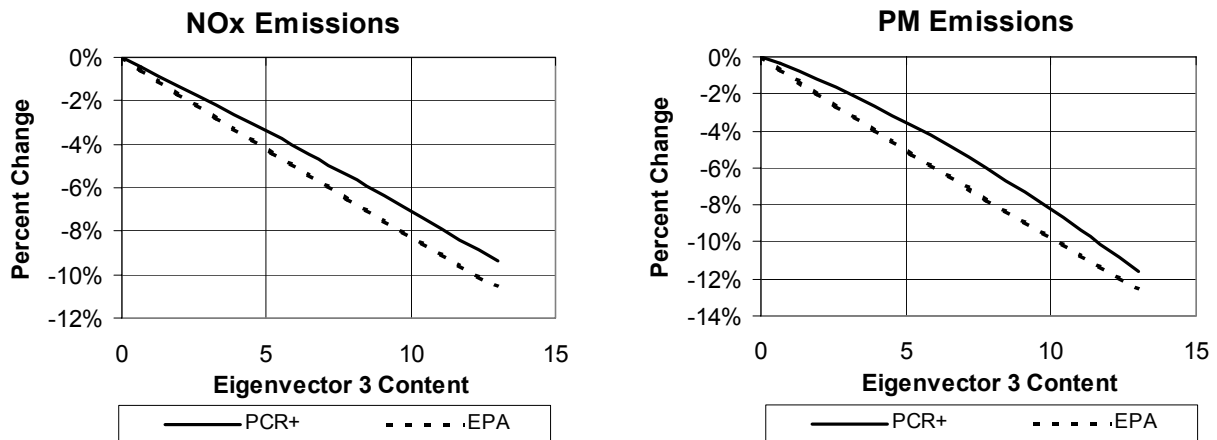 NOx Emissions
0%
-2%
-4%
-6%
-8%
-10%
-12%
Percent Change
0 5 10 15
Eigenvector 3 Content
PCR+ EPA
PM Emissions
0%
-2%
-4%
-6%
-8%
-10%
-12%
-14%
Percent Change
0 5 10 15
Eigenvector 3 Content
PCR+ EPA